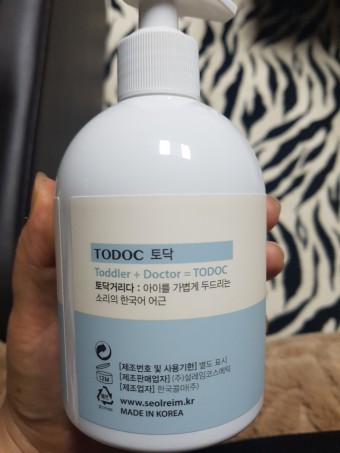 TODOC 토닥
Toddler + Doctor = TODOC
토닥거리다 : 아이를 가볍게 두드리는
소리의 한국어 어근
12M
[제조번호 및 사용기한] 별도 표시
[제조판매업자] (주)설레임코스메틱
[제조업자] 한국콜마(주)
www.seolreim.kr
MADE IN KOREA